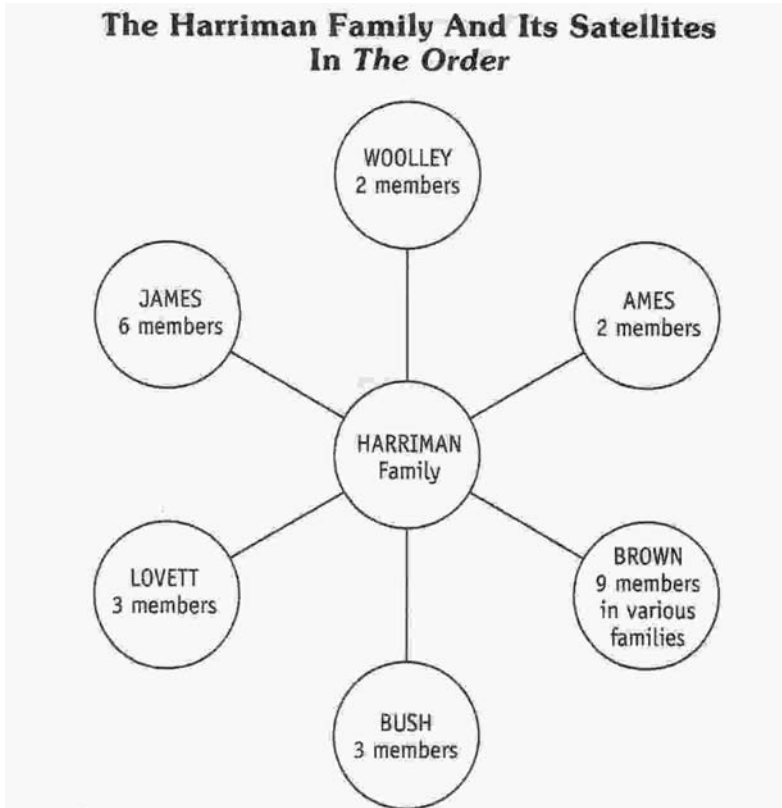 The Harriman Family And Its Satellites
In The Order
WOOLLEY
2 members
JAMES
6 members
AMES
2 members
HARRIMAN
Family
LOVETT
3 members
BROWN
9 members
in various
families
BUSH
3 members